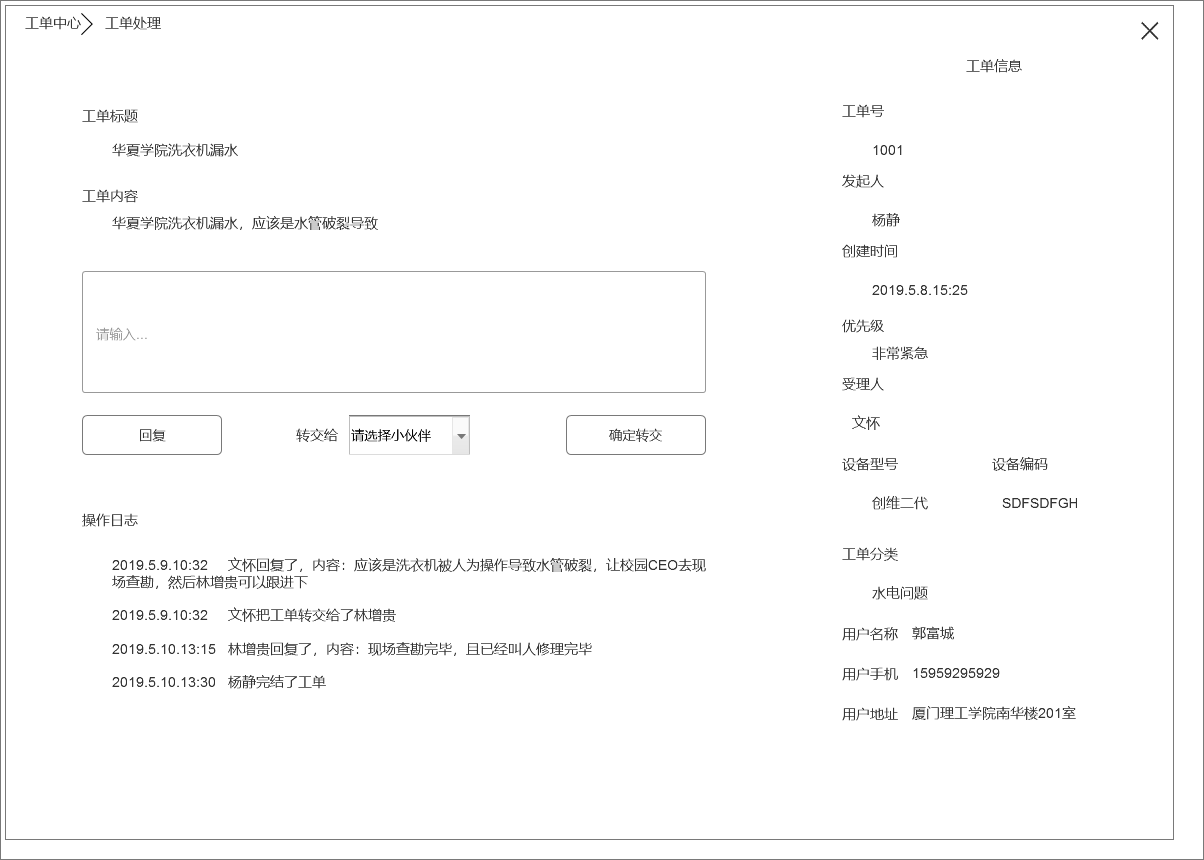 工单中心 工单处理
工单标题
华夏学院洗衣机漏水
工单内容
华夏学院洗衣机漏水，应该是水管破裂导致
请输入...
回复
转交给
请选择小伙伴
确定转交
操作日志
2019.5.9.10:32 文怀回复了，内容：应该是洗衣机被人为操作导致水管破裂，让校园CEO去现
场查勘，然后林增贵可以跟进下
2019.5.9.10:32 文怀把工单转交给了林增贵
2019.5.10.13:15 林增贵回复了，内容：现场查勘完毕，且已经叫人修理完毕
2019.5.10.13:30 杨静完结了工单
工单信息
工单号
1001
发起人
杨静
创建时间
2019.5.8.15:25
优先级
非常紧急
受理人
文怀
设备型号 设备编码
创维二代 SDFSDFGH
工单分类
水电问题
用户名称 郭富城
用户手机 15959295929
用户地址 厦门理工学院南华楼201室